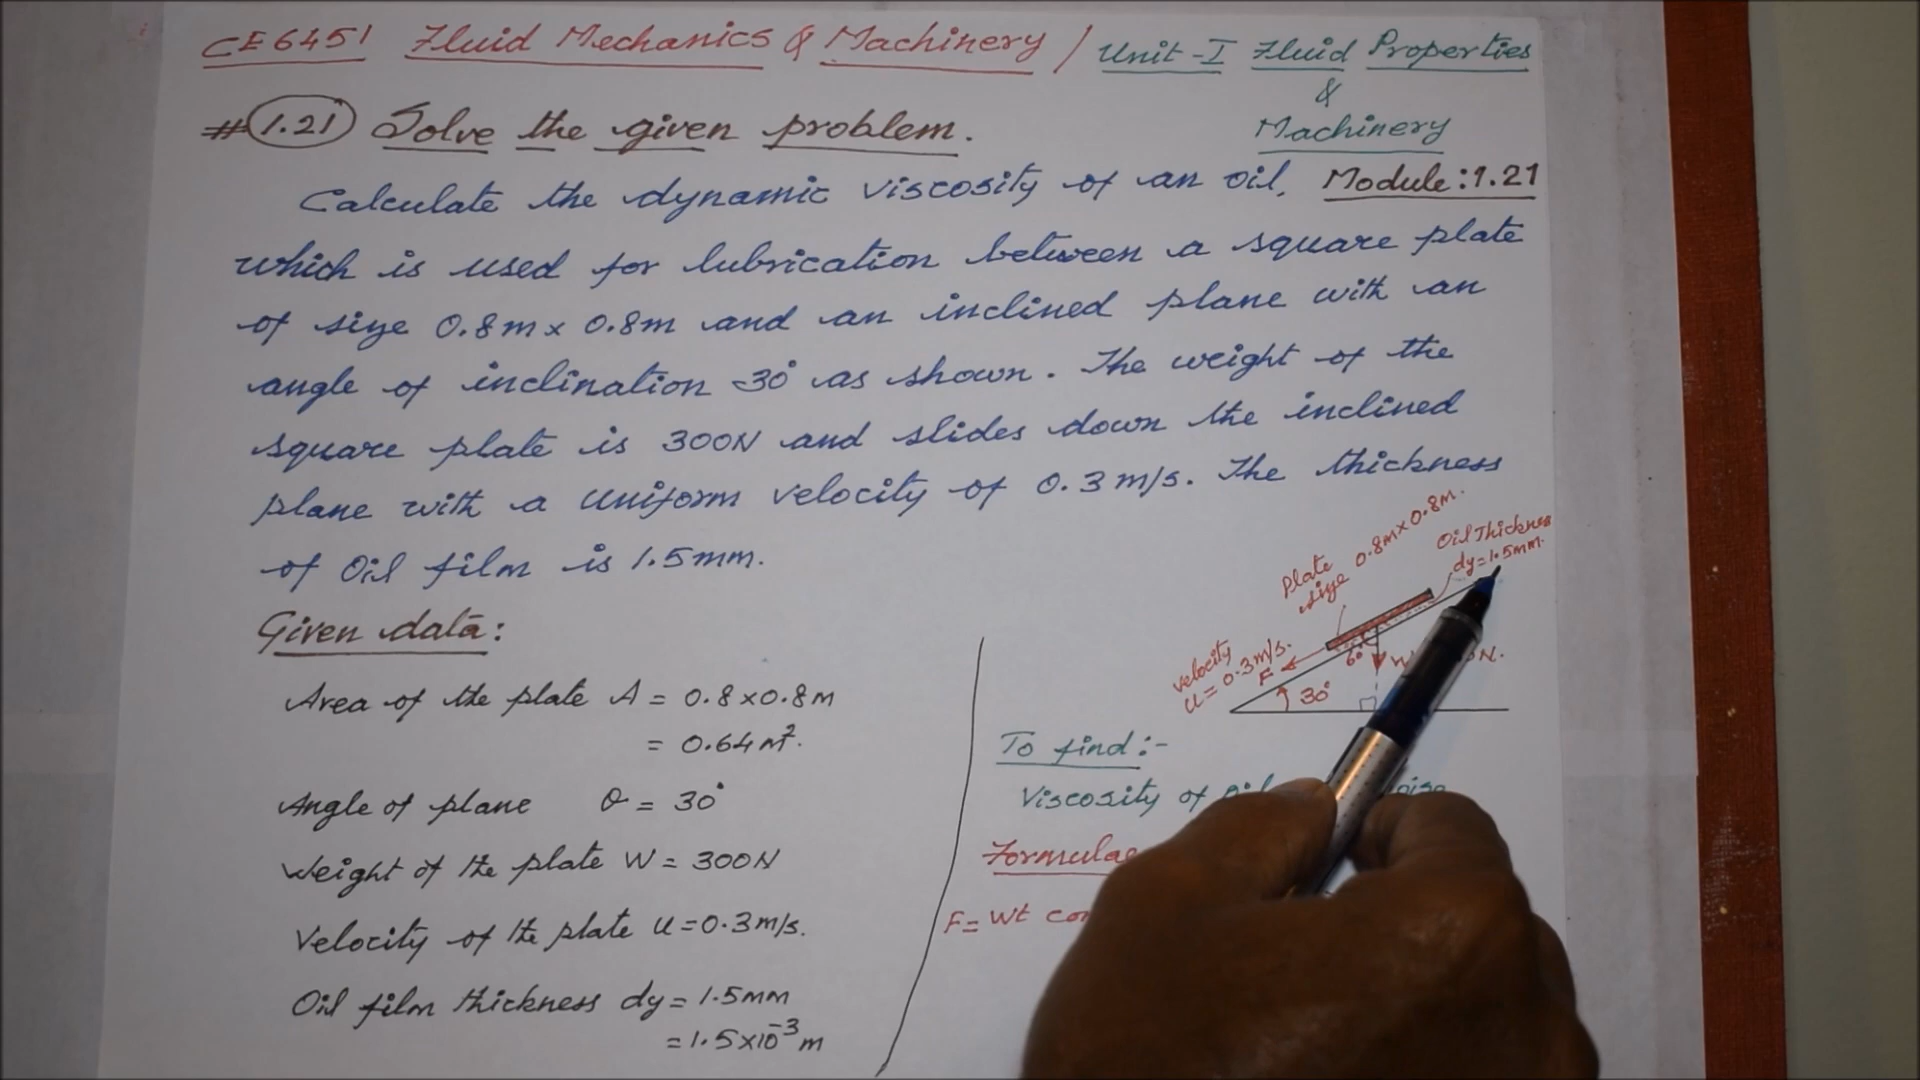 CE6451 Fluid Mechanics & Machinery / Unit-I Fluid Properties
&
Machinery
#1.21 Solve the given problem.
Module:1.21
Calculate the dynamic viscosity of an oil,
which is used for lubrication between a square plate
of size 0.8m x 0.8m and an inclined plane with an
angle of inclination 30° as shown. The weight of the
square plate is 300N and slides down the inclined
plane with a uniform velocity of 0.3 m/s. The thickness
of Oil film is 1.5mm.
Plate
size 0.8m x 0.8m.
Oil Thickness
dy=1.5mm.
velocity
u = 0.3m/s.
F
60
W
N.
30°
Given data:
Area of the plate A = 0.8 x 0.8m
= 0.64m².
Angle of plane θ = 30°
Weight of the plate W = 300N
Velocity of the plate u = 0.3m/s.
Oil film thickness dy = 1.5mm
= 1.5x10⁻³ m
To find:-
Viscosity of
Formulae
F = Wt